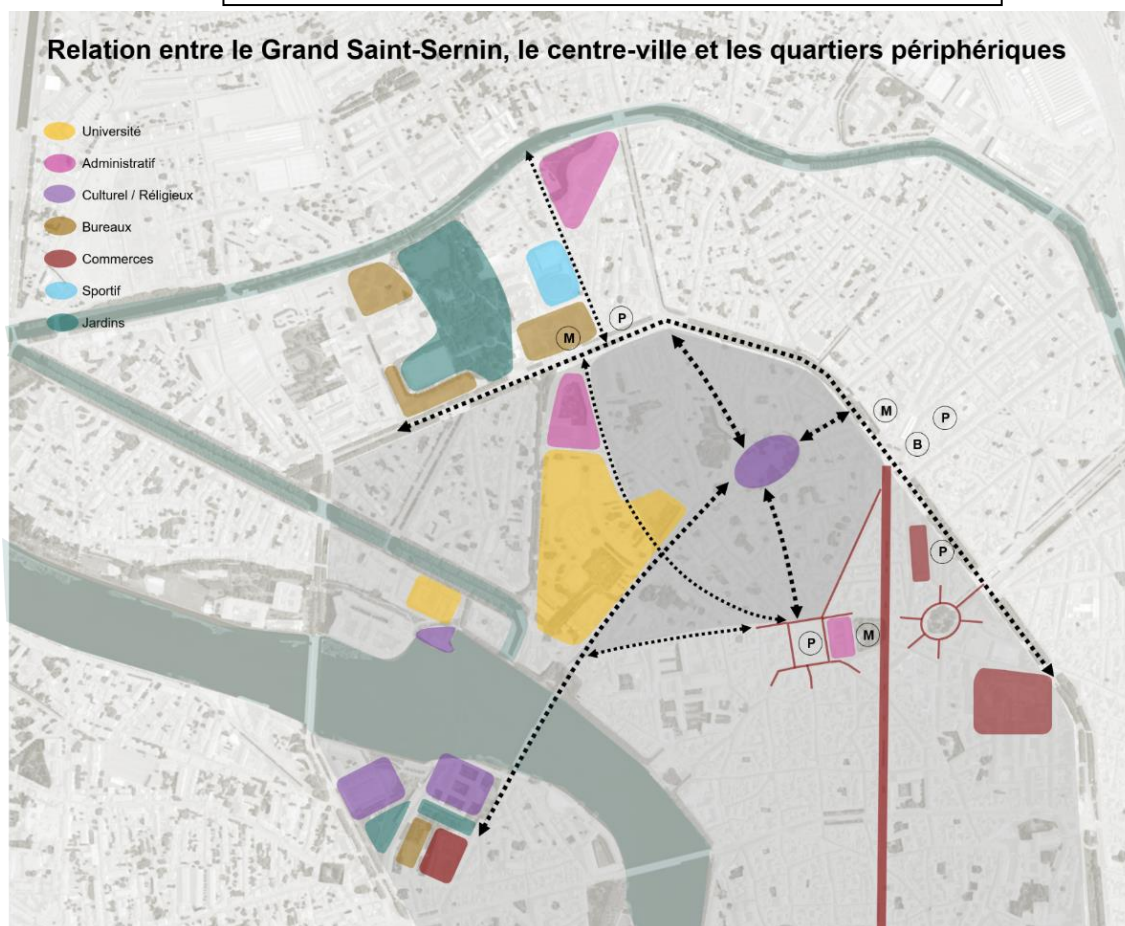 Relation entre le Grand Saint-Sernin, le centre-ville et les quartiers périphériques
Université
Administratif
Culturel / Réligieux
Bureaux
Commerces
Sportif
Jardins
P
M
M
P
B
P
P
M